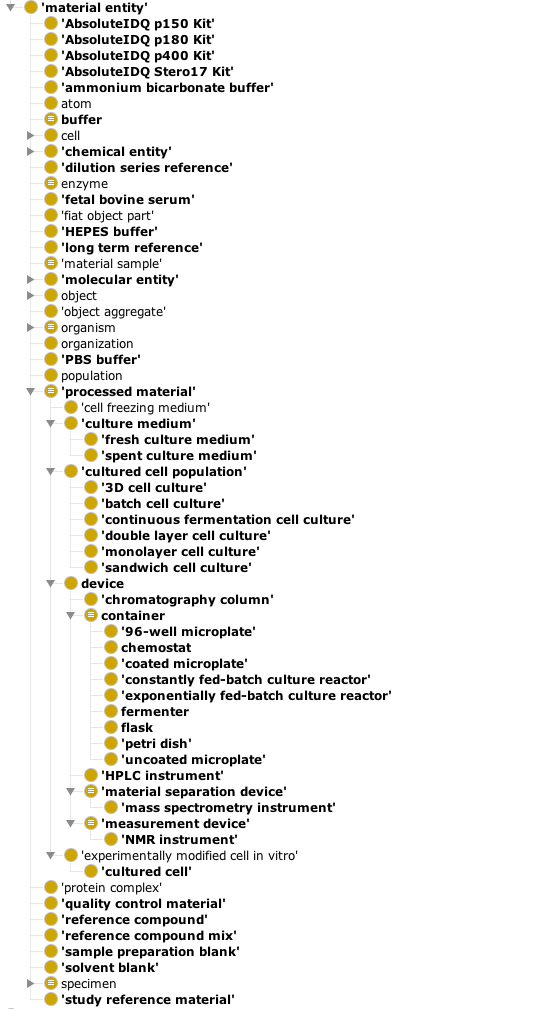 'material entity'
'AbsoluteIDQ p150 Kit'
'AbsoluteIDQ p180 Kit'
'AbsoluteIDQ p400 Kit'
'AbsoluteIDQ Stero17 Kit'
'ammonium bicarbonate buffer'
atom
buffer
cell
'chemical entity'
'dilution series reference'
enzyme
'fetal bovine serum'
'fiat object part'
'HEPES buffer'
'long term reference'
'material sample'
'molecular entity'
object
'object aggregate'
organism
organization
'PBS buffer'
population
'processed material'
'cell freezing medium'
'culture medium'
'fresh culture medium'
'spent culture medium'
'cultured cell population'
'3D cell culture'
'batch cell culture'
'continuous fermentation cell culture'
'double layer cell culture'
'monolayer cell culture'
'sandwich cell culture'
device
'chromatography column'
container
'96-well microplate'
chemostat
'coated microplate'
'constantly fed-batch culture reactor'
'exponentially fed-batch culture reactor'
fermenter
flask
'petri dish'
'uncoated microplate'
'HPLC instrument'
'material separation device'
'mass spectrometry instrument'
'measurement device'
'NMR instrument'
'experimentally modified cell in vitro'
'cultured cell'
'protein complex'
'quality control material'
'reference compound'
'reference compound mix'
'sample preparation blank'
'solvent blank'
specimen
'study reference material'